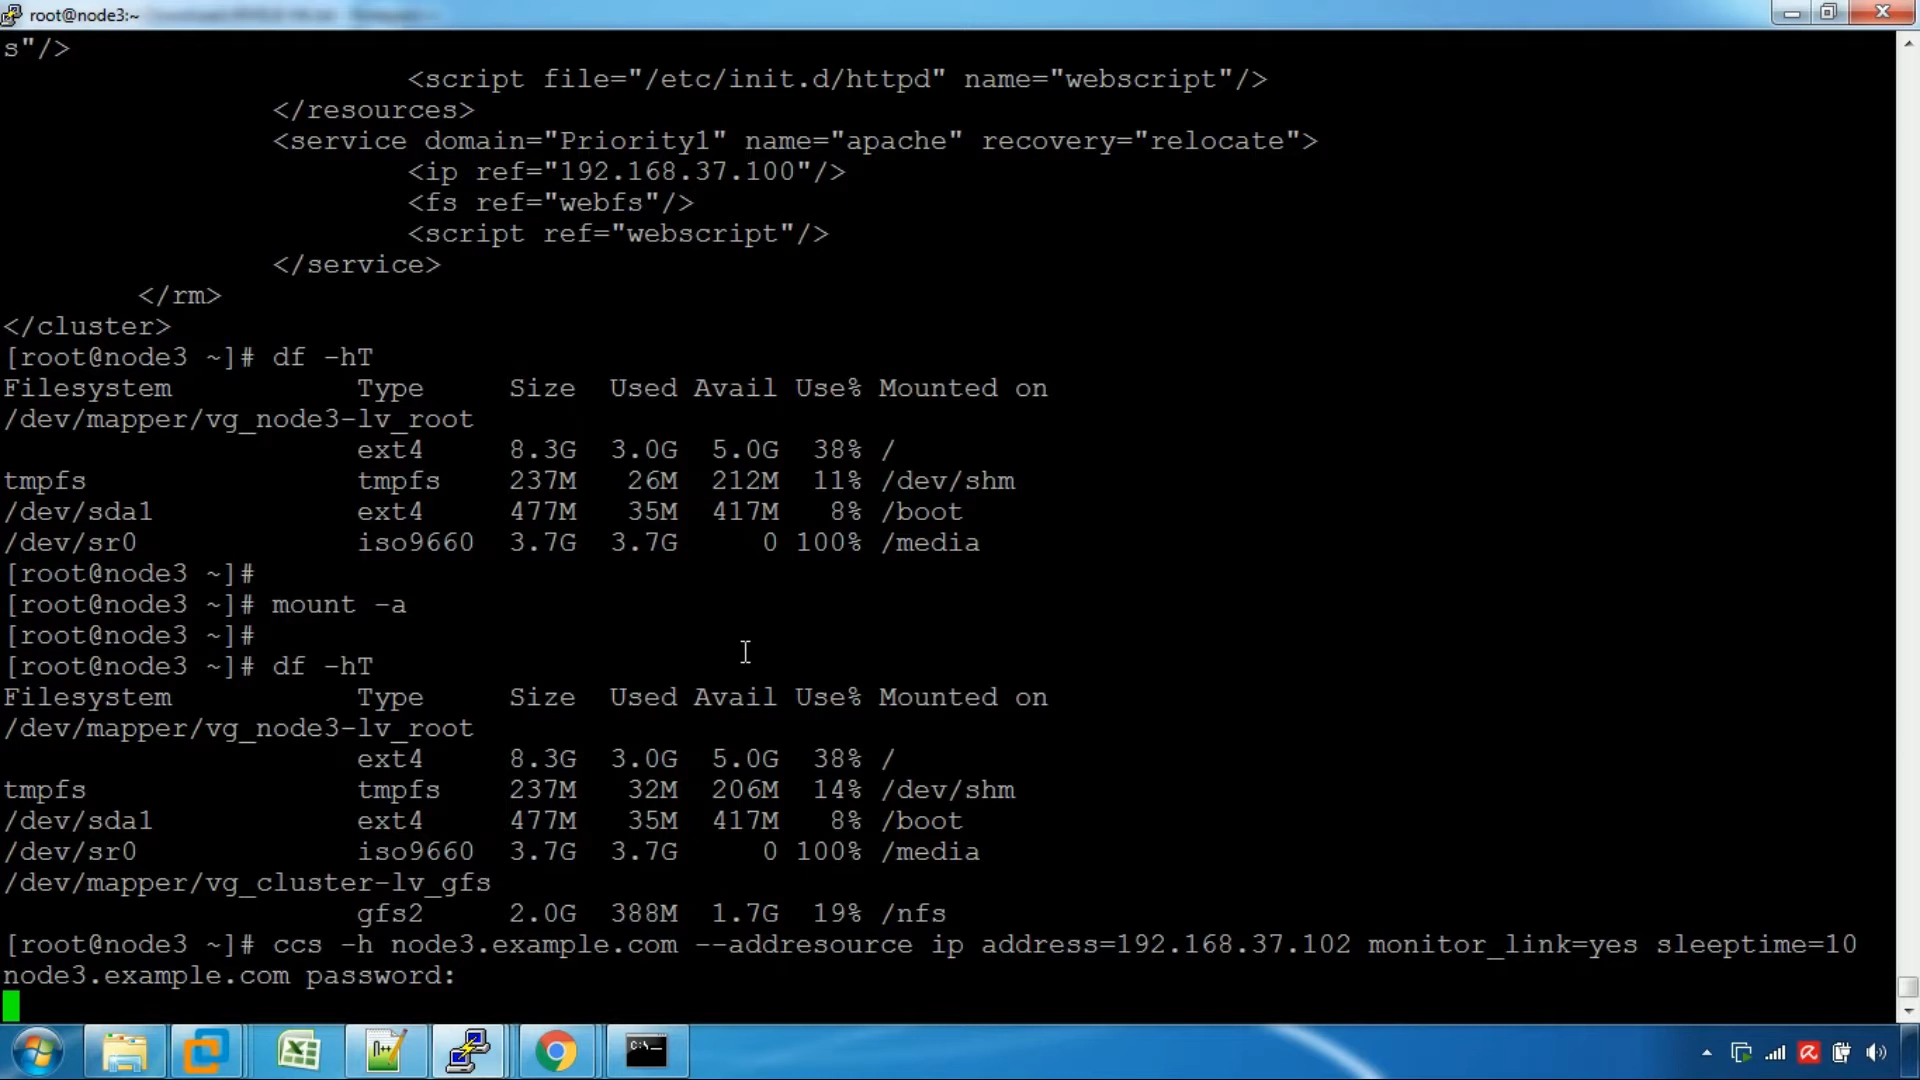 root@node3:~
s"/>
<script file="/etc/init.d/httpd" name="webscript"/>
</resources>
<service domain="Priority1" name="apache" recovery="relocate">
<ip ref="192.168.37.100"/>
<fs ref="webfs"/>
<script ref="webscript"/>
</service>
</rm>
</cluster>
[root@node3 ~]# df -hT
Filesystem Type Size Used Avail Use% Mounted on
/dev/mapper/vg_node3-lv_root
ext4 8.3G 3.0G 5.0G 38% /
tmpfs tmpfs 237M 26M 212M 11% /dev/shm
/dev/sda1 ext4 477M 35M 417M 8% /boot
/dev/sr0 iso9660 3.7G 3.7G 0 100% /media
[root@node3 ~]#
[root@node3 ~]# mount -a
[root@node3 ~]#
[root@node3 ~]# df -hT
Filesystem Type Size Used Avail Use% Mounted on
/dev/mapper/vg_node3-lv_root
ext4 8.3G 3.0G 5.0G 38% /
tmpfs tmpfs 237M 32M 206M 14% /dev/shm
/dev/sda1 ext4 477M 35M 417M 8% /boot
/dev/sr0 iso9660 3.7G 3.7G 0 100% /media
/dev/mapper/vg_cluster-lv_gfs
gfs2 2.0G 388M 1.7G 19% /nfs
[root@node3 ~]# ccs -h node3.example.com --addresource ip address=192.168.37.102 monitor_link=yes sleeptime=10
node3.example.com password:
C:\_